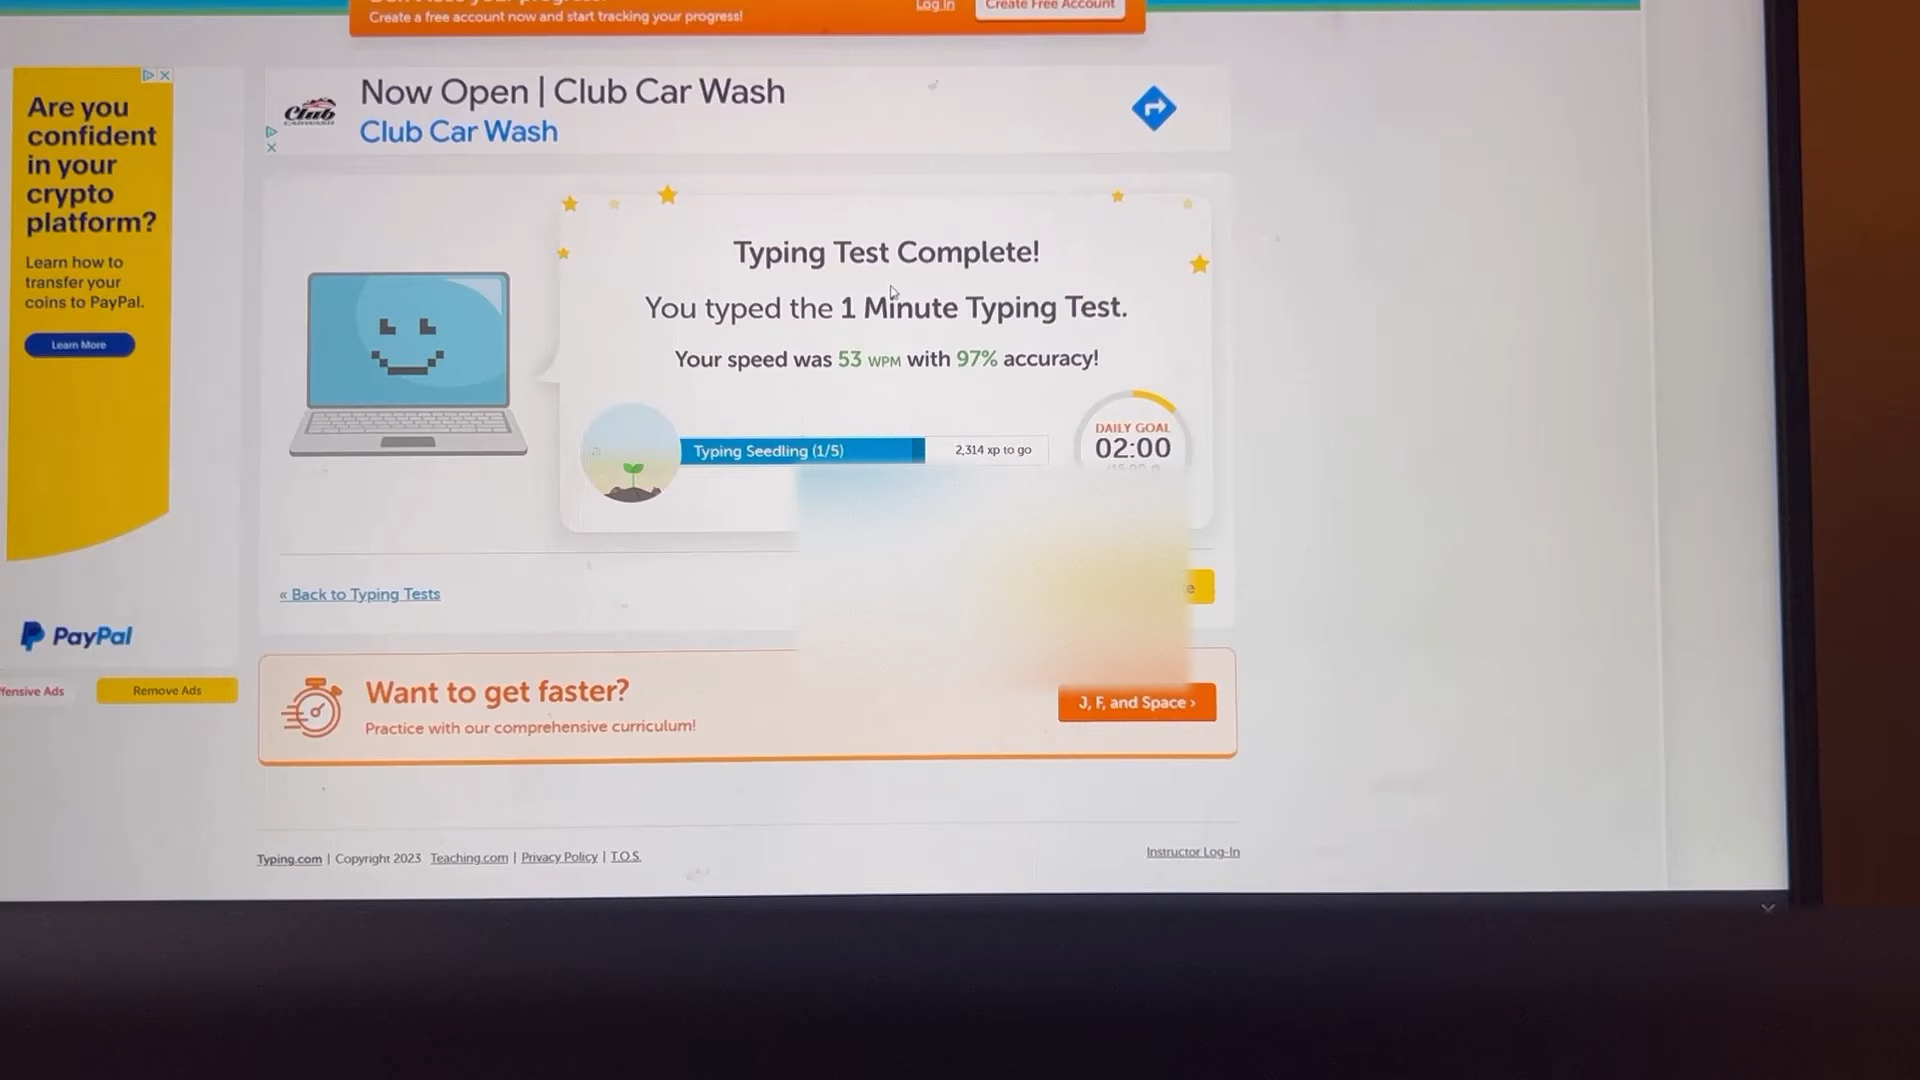 Create a free account now and start tracking your progress!
Log In
Create Free Account
Are you
confident
in your
crypto
platform?
Learn how to
transfer your
coins to PayPal.
Learn More
PayPal
Remove Ads
Club
Now Open | Club Car Wash
Club Car Wash
Typing Test Complete!
You typed the 1 Minute Typing Test.
Your speed was 53 WPM with 97% accuracy!
Typing Seedling (1/5)
2,314 xp to go
DAILY GOAL
02:00
« Back to Typing Tests
Want to get faster?
Practice with our comprehensive curriculum!
J, F, and Space ›
Typing.com | Copyright 2023 Teaching.com | Privacy Policy | T.O.S.
Instructor Log-In